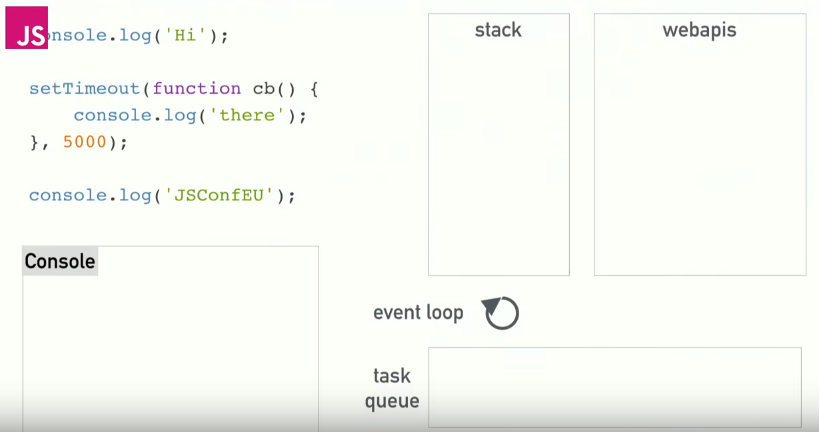 JS
onsole.log('Hi');
setTimeout(function cb() {
    console.log('there');
}, 5000);
console.log('JSConfEU');
Console
stack
webapis
event loop
task
queue